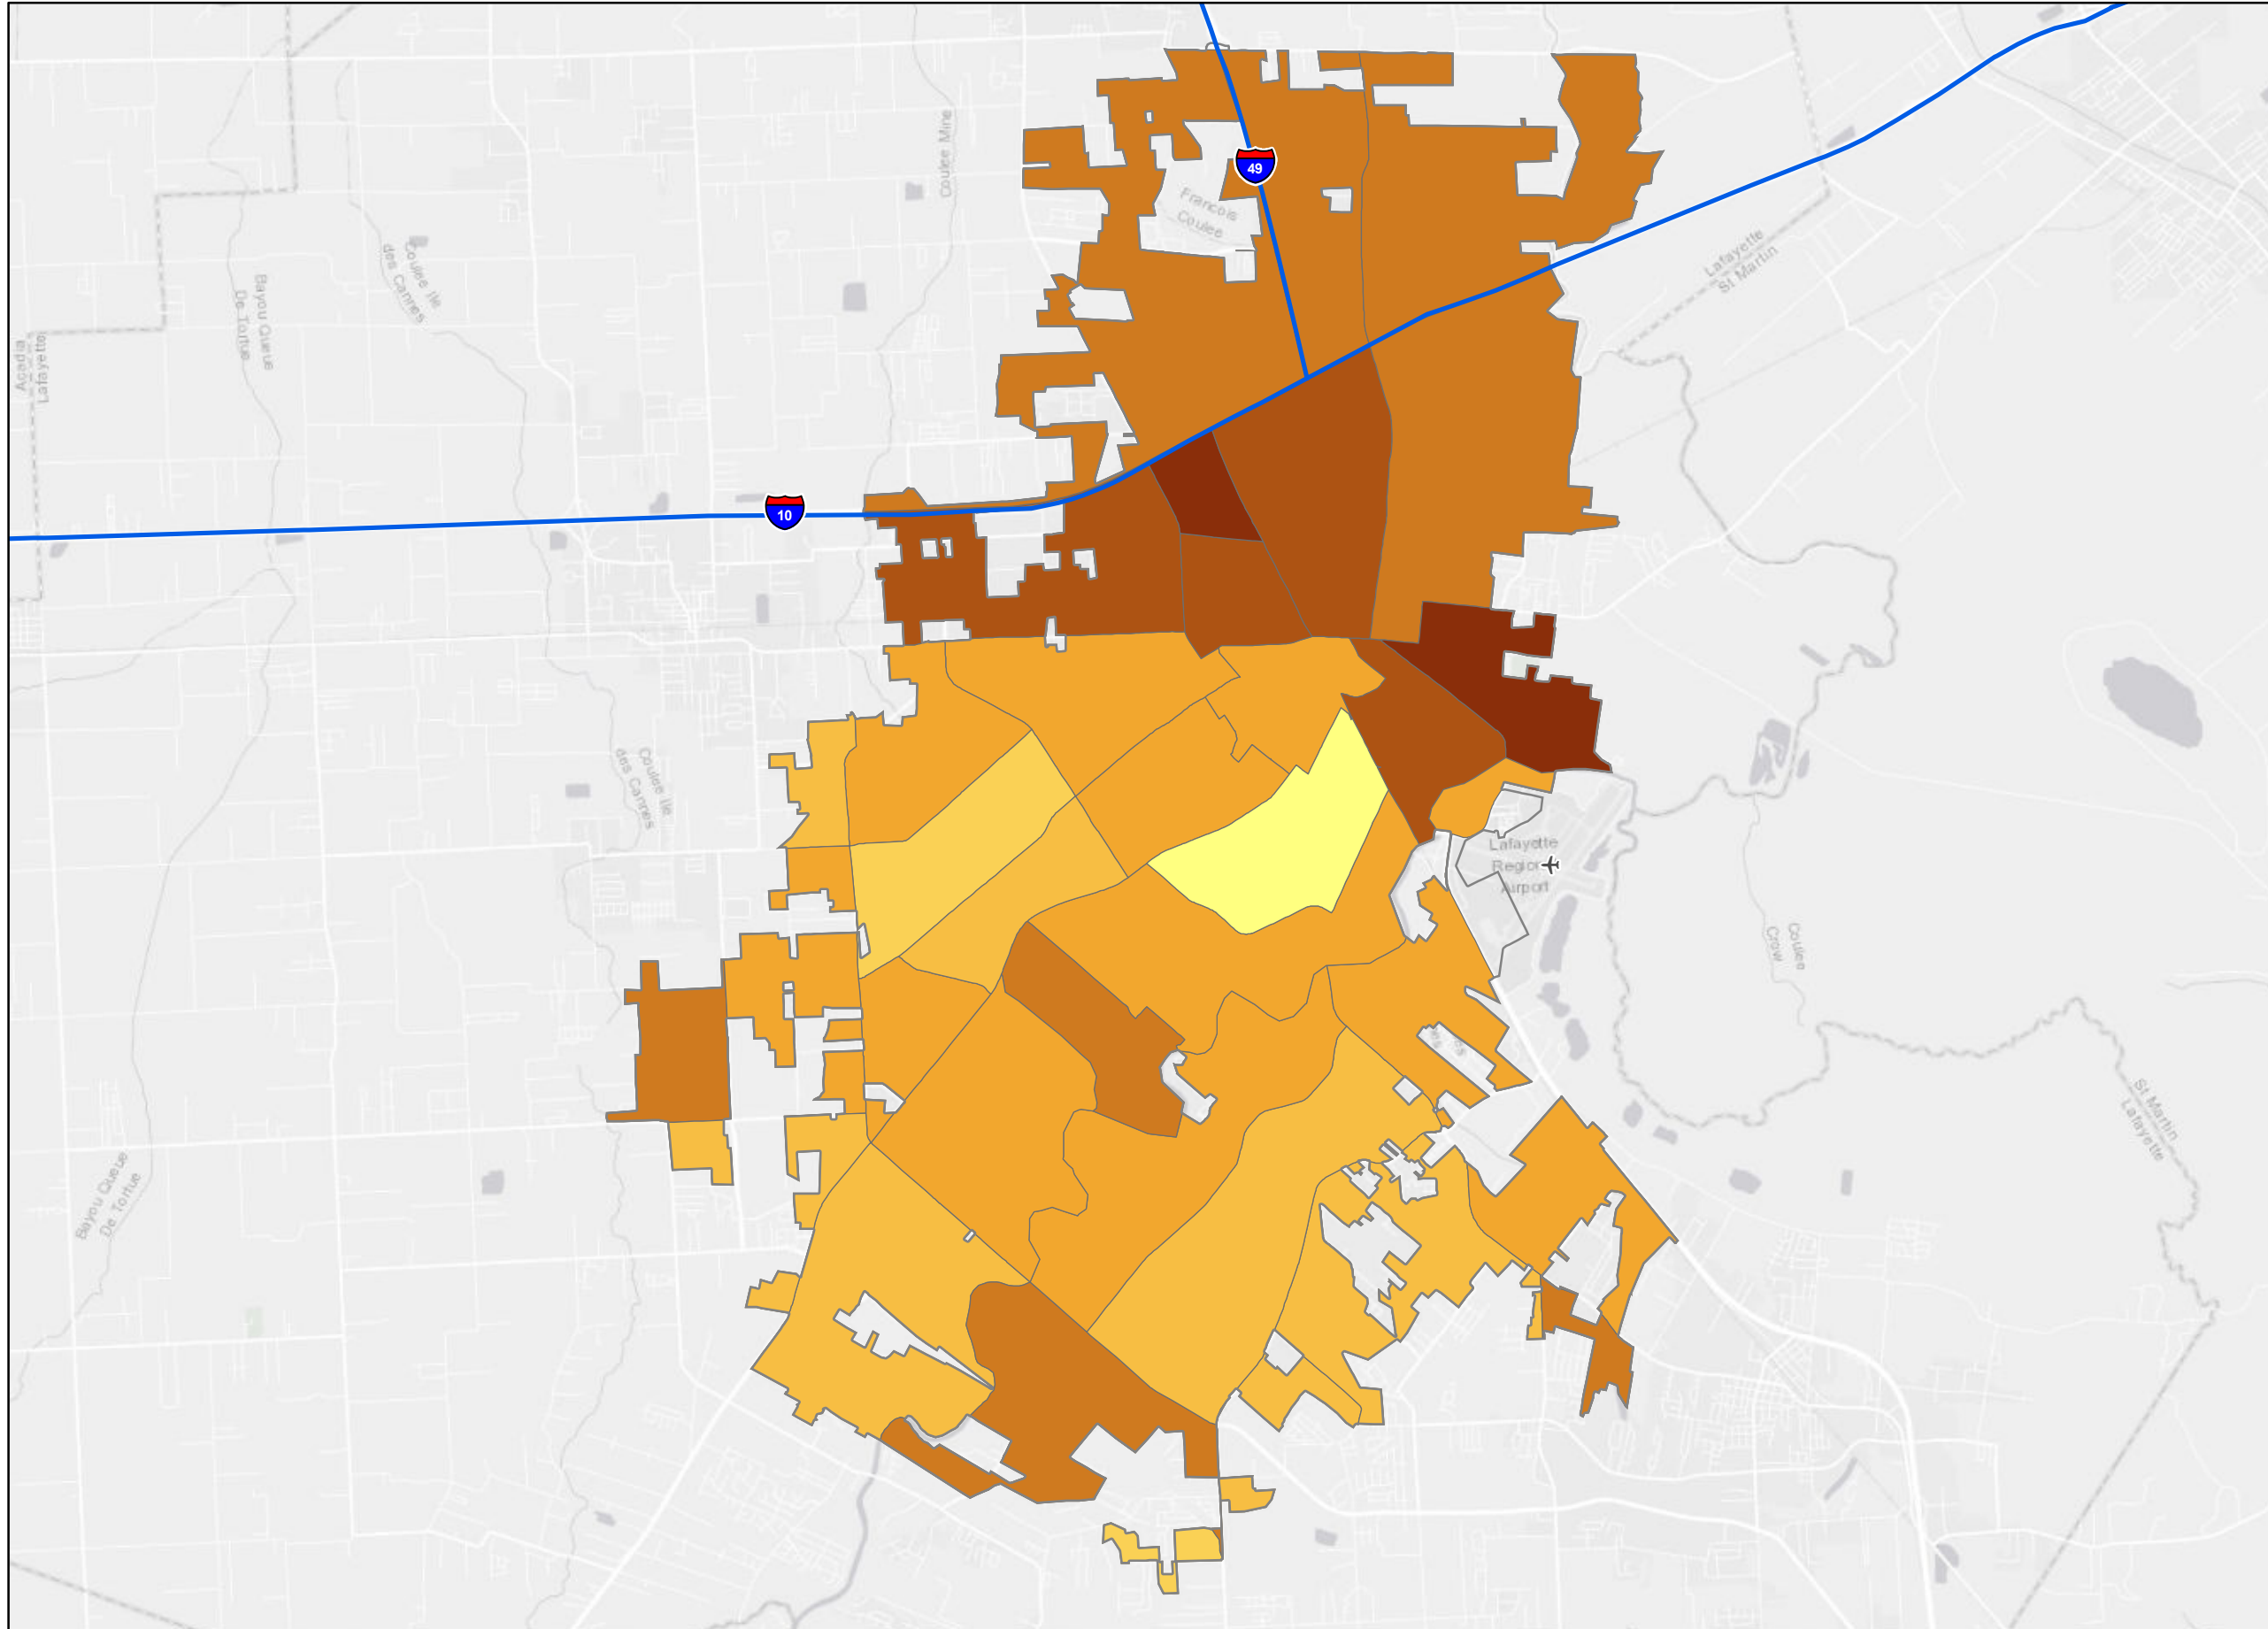 Coulee Mine
49
Francois
Coulee
Lafayette
St Martin
Coulee Ile
des Cannes
Bayou Queue
De Tortue
Acadia
Lafayette
10
Coulee Ile
des Cannes
Lafayette
Regional
Airport
Coulee
Crow
St Martin
Lafayette
Bayou Queue
De Tortue